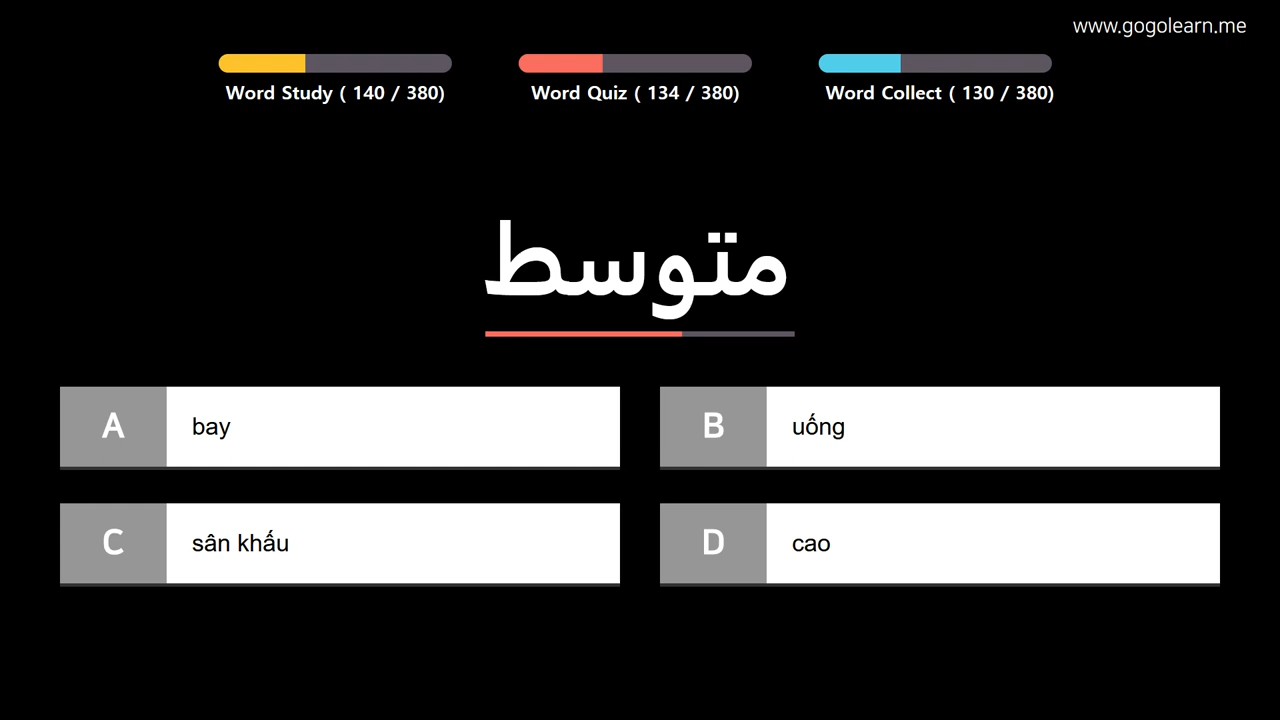 www.gogolearn.me
Word Study ( 140 / 380)
Word Quiz ( 134 / 380)
Word Collect ( 130 / 380)
متوسط
A bay
B uống
C sân khấu
D cao